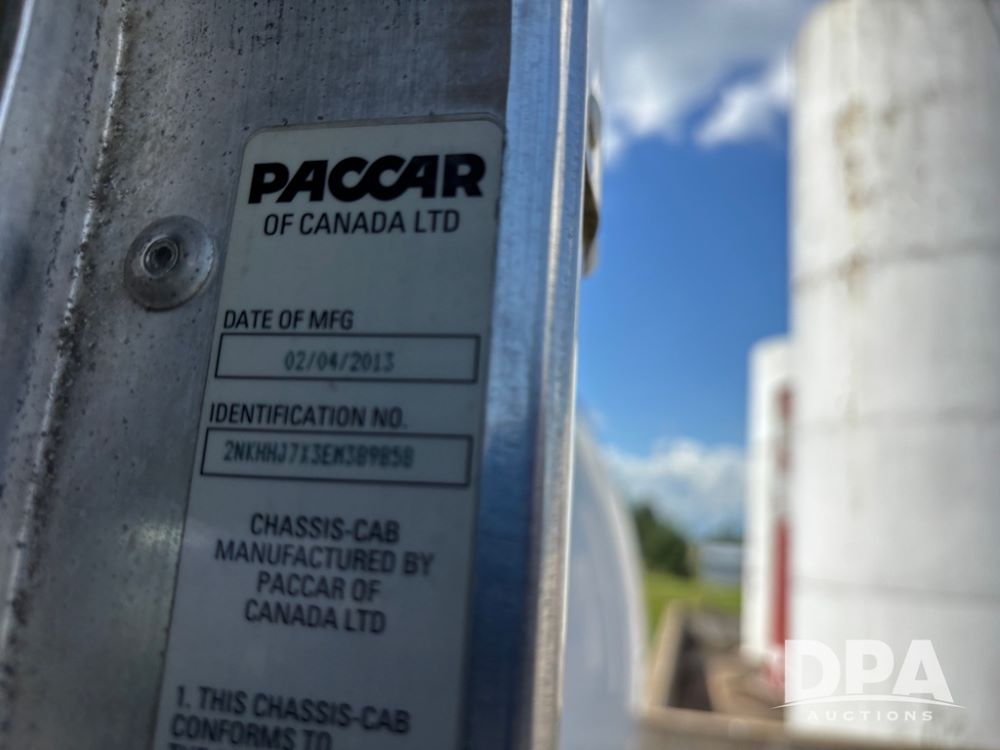 PACCAR
OF CANADA LTD
DATE OF MFG
02/04/2013
IDENTIFICATION NO.
2NKHHJ7X3EM389858
CHASSIS-CAB
MANUFACTURED BY
PACCAR OF
CANADA LTD
1. THIS CHASSIS-CAB
CONFORMS TO
DPA
AUCTIONS